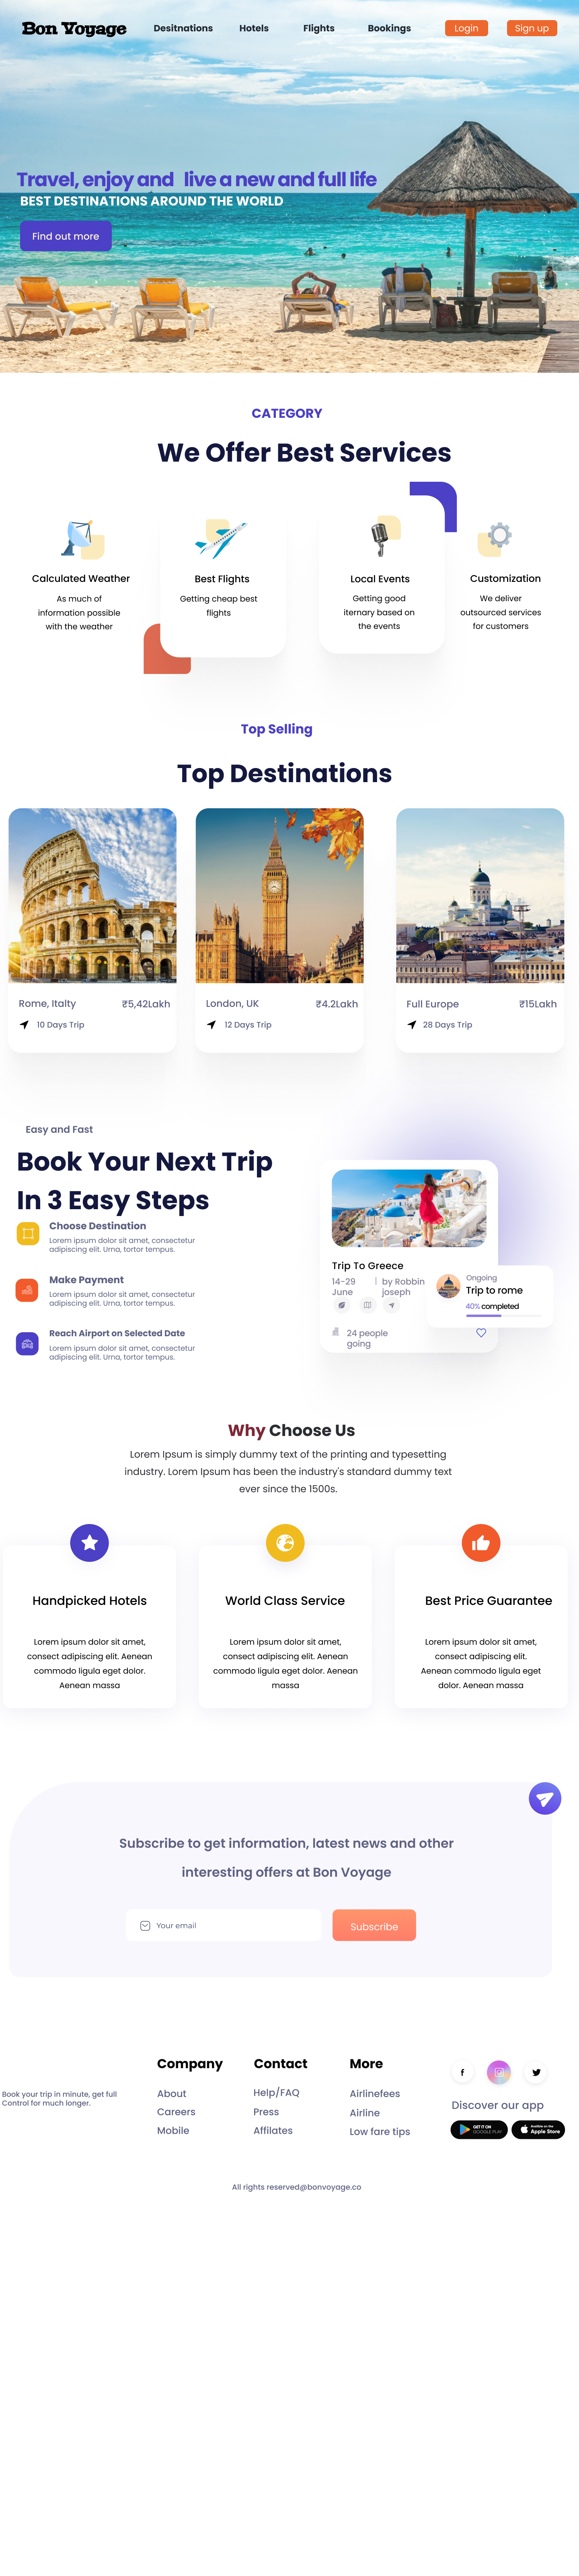 Bon Voyage
Desitnations
Hotels
Flights
Bookings
Login
Sign up
Travel, enjoy and live a new and full life
BEST DESTINATIONS AROUND THE WORLD
Find out more
CATEGORY
We Offer Best Services
Calculated Weather
As much of
information possible
with the weather
Best Flights
Getting cheap best
flights
Local Events
Getting good
iternary based on
the events
Customization
We deliver
outsourced services
for customers
Top Selling
Top Destinations
Rome, Italty
₹5,42Lakh
10 Days Trip
London, UK
₹4.2Lakh
12 Days Trip
Full Europe
₹15Lakh
28 Days Trip
Easy and Fast
Book Your Next Trip
In 3 Easy Steps
Choose Destination
Lorem ipsum dolor sit amet, consectetur
adipiscing elit. Urna, tortor tempus.
Make Payment
Lorem ipsum dolor sit amet, consectetur
adipiscing elit. Urna, tortor tempus.
Reach Airport on Selected Date
Lorem ipsum dolor sit amet, consectetur
adipiscing elit. Urna, tortor tempus.
Trip To Greece
14-29
June
|
by Robbin
joseph
24 people
going
Ongoing
Trip to rome
40% completed
Why Choose Us
Lorem Ipsum is simply dummy text of the printing and typesetting
industry. Lorem Ipsum has been the industry's standard dummy text
ever since the 1500s.
Handpicked Hotels
Lorem ipsum dolor sit amet,
consect adipiscing elit. Aenean
commodo ligula eget dolor.
Aenean massa
World Class Service
Lorem ipsum dolor sit amet,
consect adipiscing elit. Aenean
commodo ligula eget dolor. Aenean
massa
Best Price Guarantee
Lorem ipsum dolor sit amet,
consect adipiscing elit.
Aenean commodo ligula eget
dolor. Aenean massa
Subscribe to get information, latest news and other
interesting offers at Bon Voyage
Your email
Subscribe
Book your trip in minute, get full
Control for much longer.
Company
About
Careers
Mobile
Contact
Help/FAQ
Press
Affilates
More
Airlinefees
Airline
Low fare tips
Discover our app
GET IT ON
GOOGLE PLAY
Available on the
Apple Store
All rights reserved@bonvoyage.co